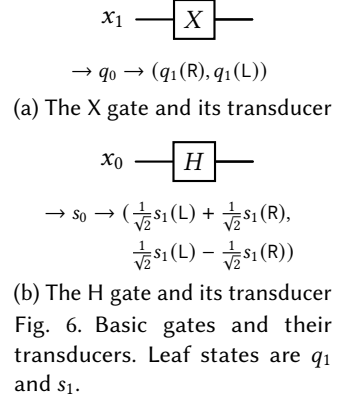 x₁ X
→ q₀ → (q₁(R), q₁(L))
(a) The X gate and its transducer
x₀ H
→ s₀ → (1/√2 s₁(L) + 1/√2 s₁(R),
1/√2 s₁(L) − 1/√2 s₁(R))
(b) The H gate and its transducer
Fig. 6. Basic gates and their
transducers. Leaf states are q₁
and s₁.